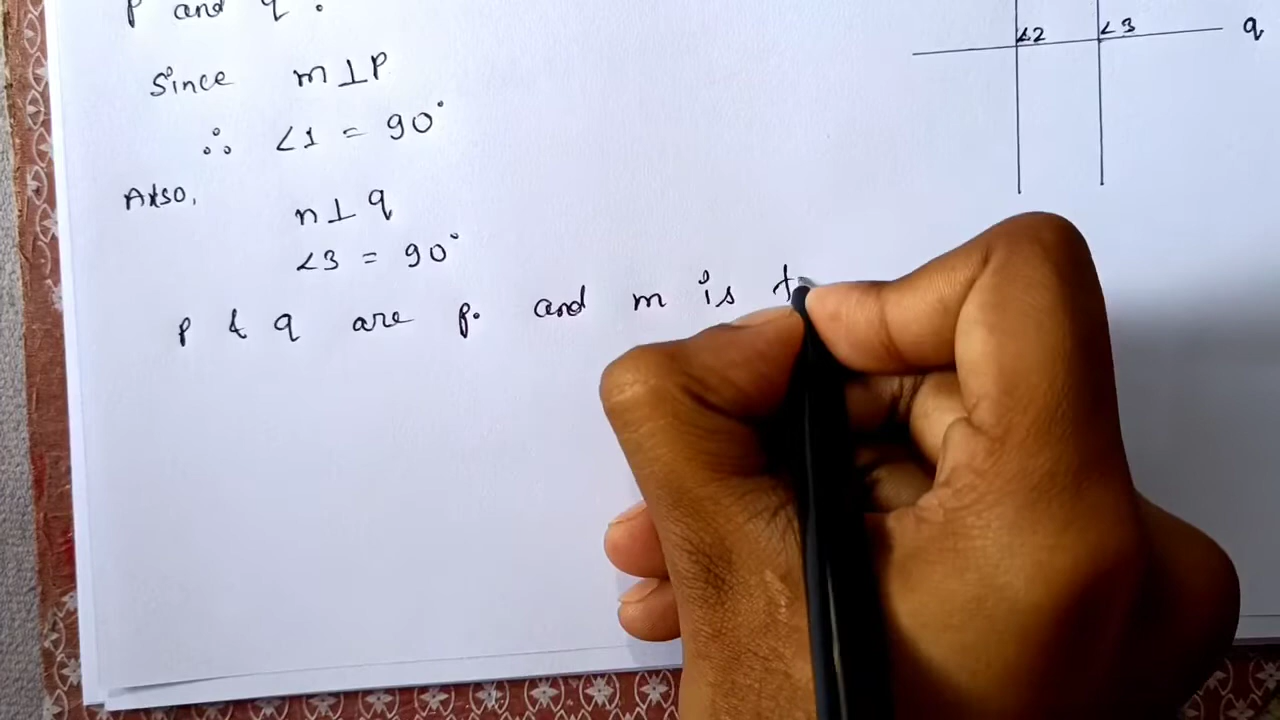 p and q.
Since m ⊥ p
∴ ∠1 = 90°
Also,
n ⊥ q
∠3 = 90°
p & q are p. and m is
∠2 ∠3 q